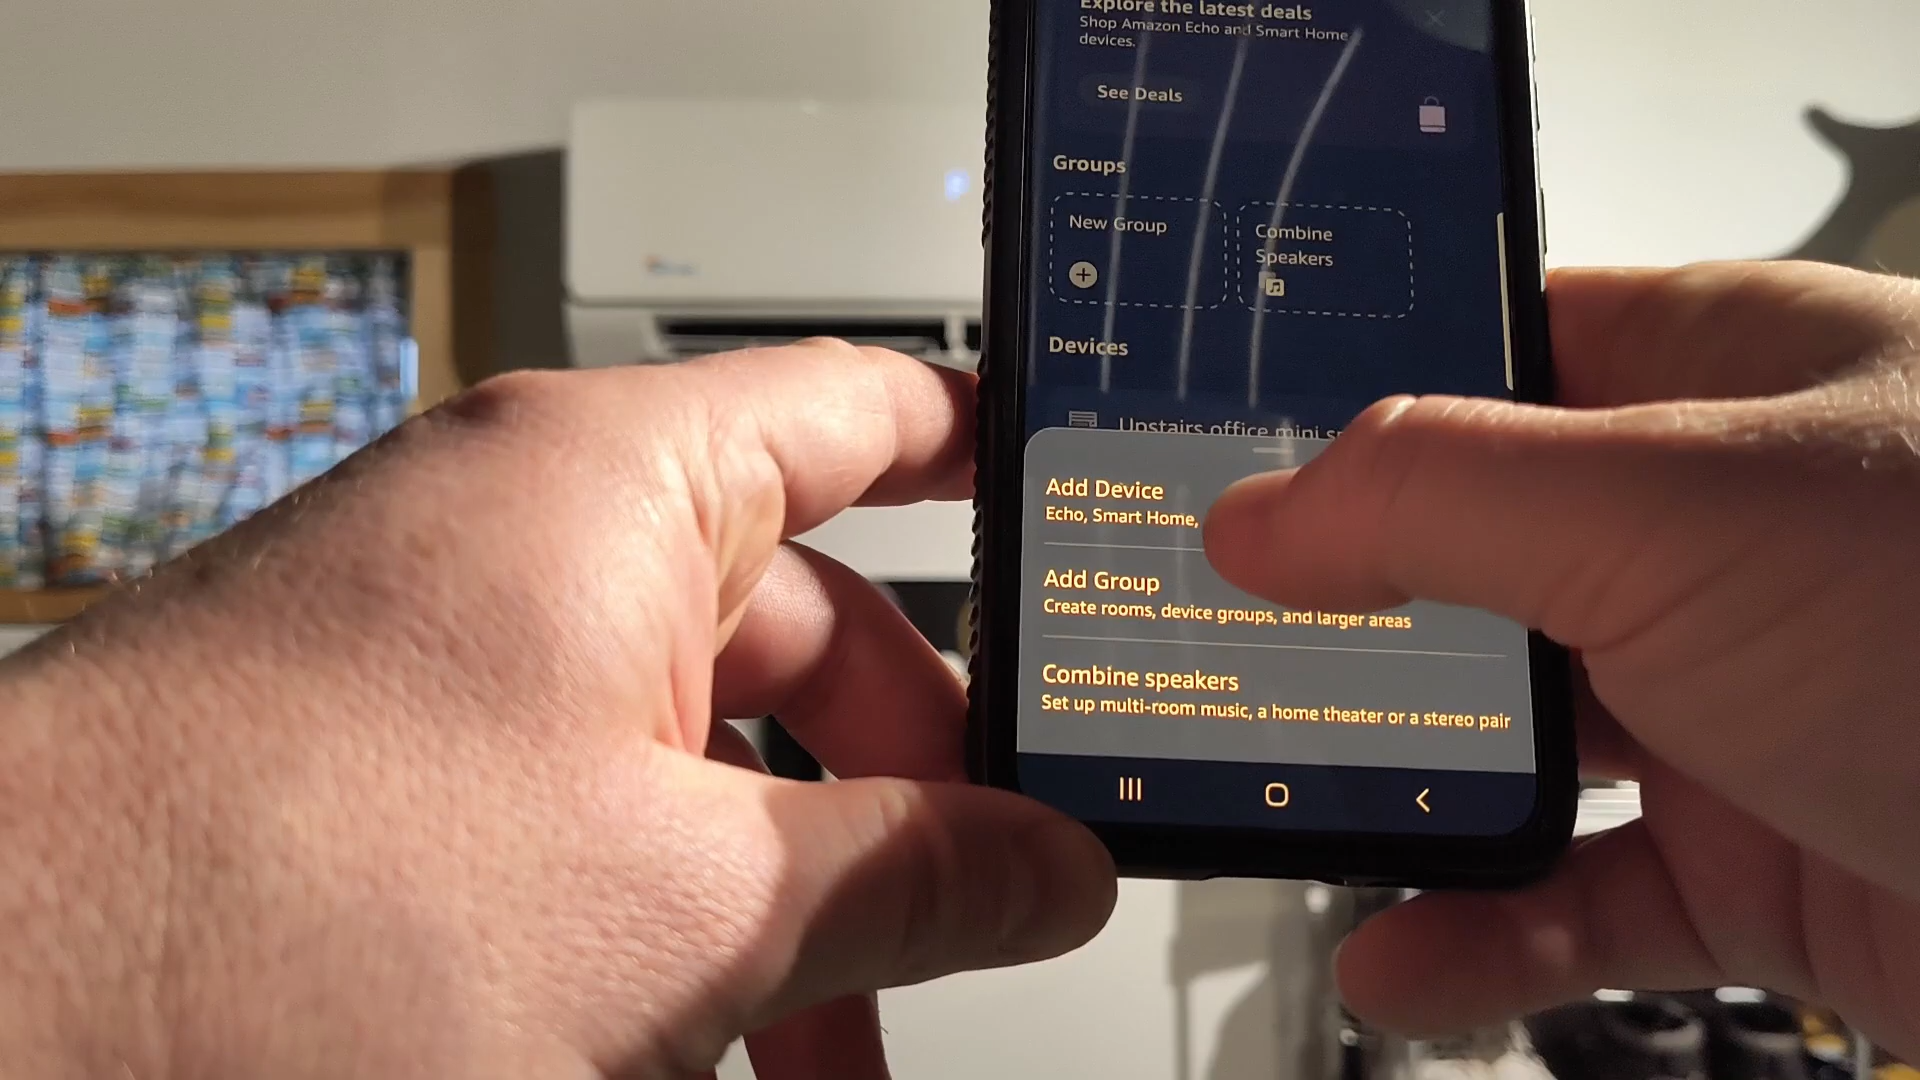 Explore the latest deals
Shop Amazon Echo and Smart Home
devices.
See Deals
Groups
New Group
Combine
Speakers
Devices
Upstairs office mini
Add Device
Echo, Smart Home,
Add Group
Create rooms, device groups, and larger areas
Combine speakers
Set up multi-room music, a home theater or a stereo pair